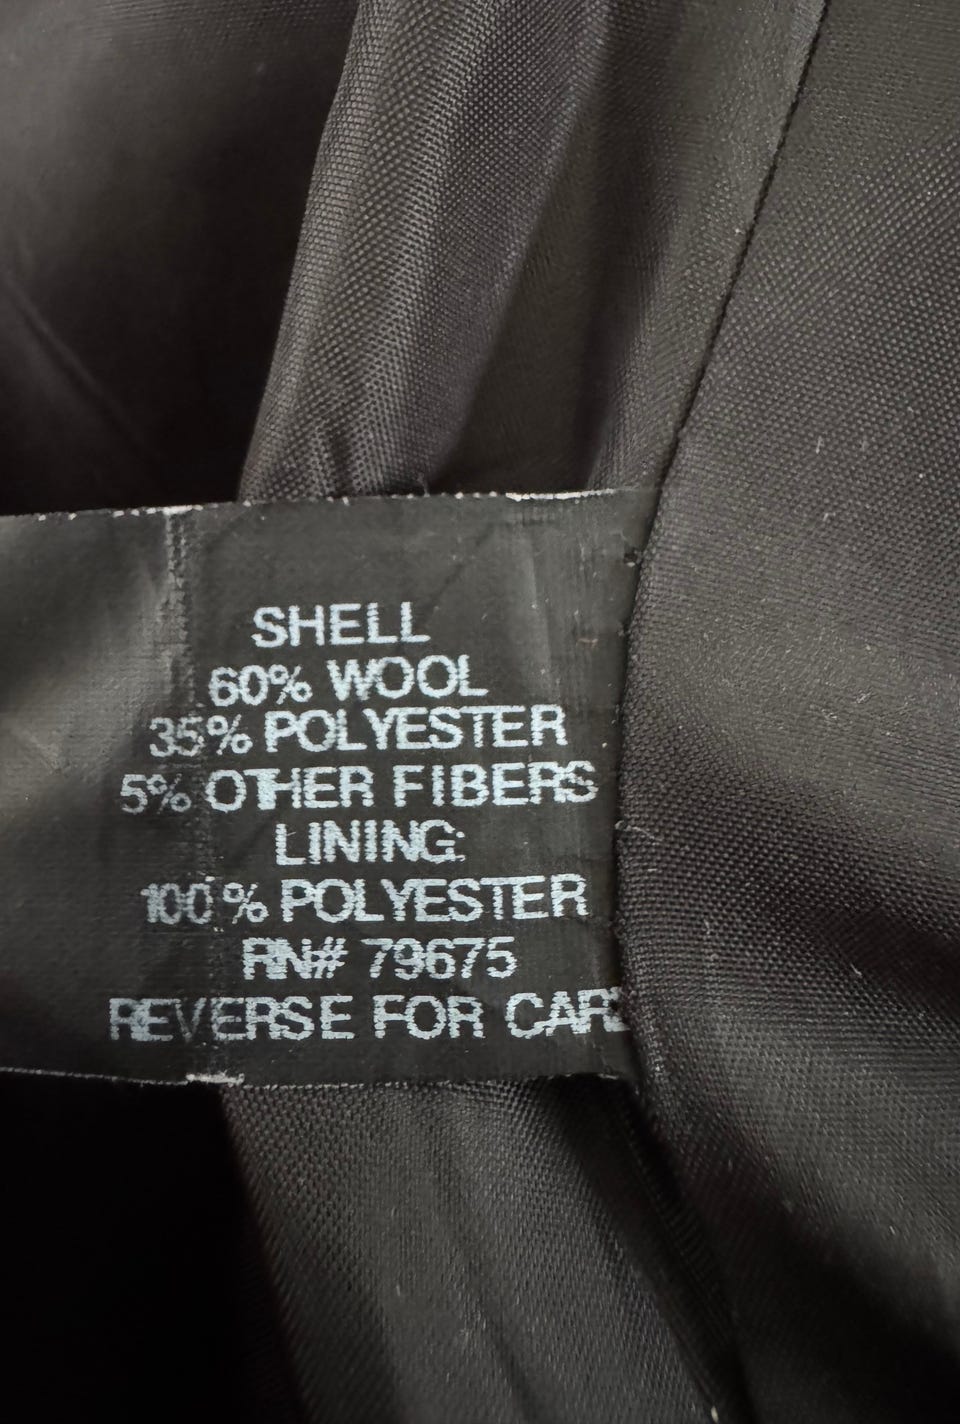 SHELL
60% WOOL
35% POLYESTER
5% OTHER FIBERS
LINING:
100% POLYESTER
RN# 79675
REVERSE FOR CARE